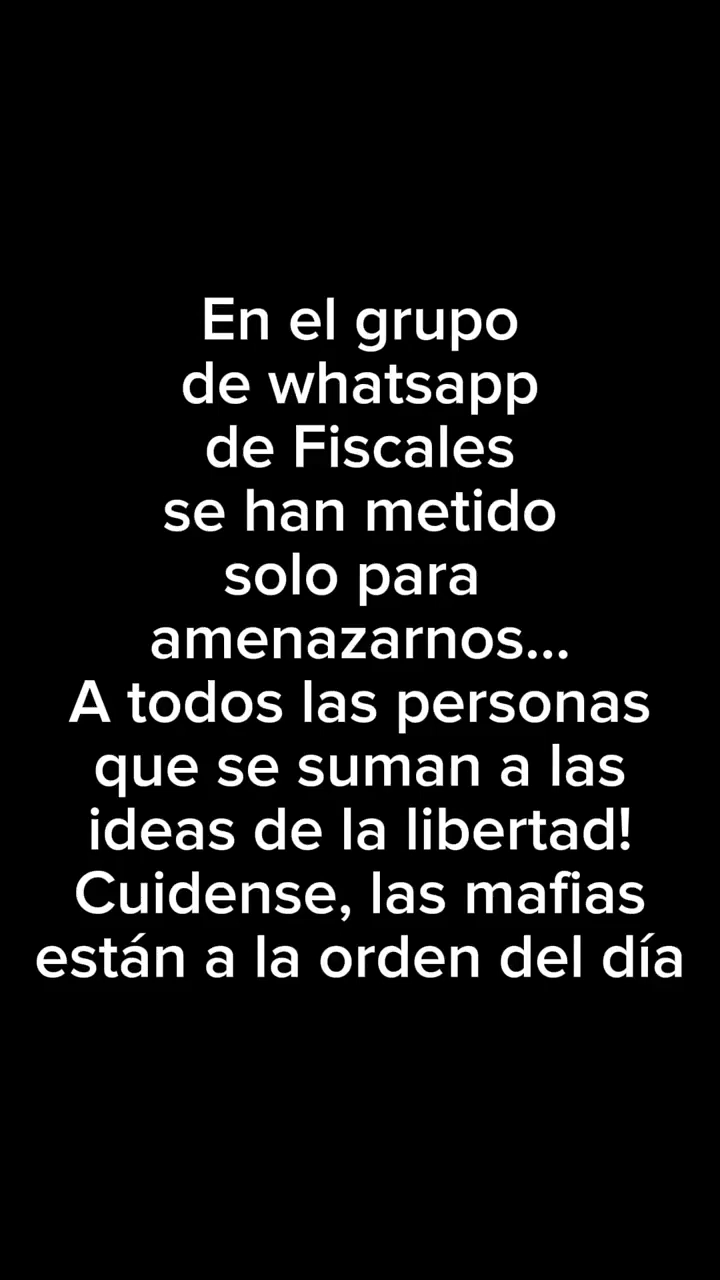 En el grupo
de whatsapp
de Fiscales
se han metido
solo para
amenazarnos...
A todos las personas
que se suman a las
ideas de la libertad!
Cuidense, las mafias
están a la orden del día